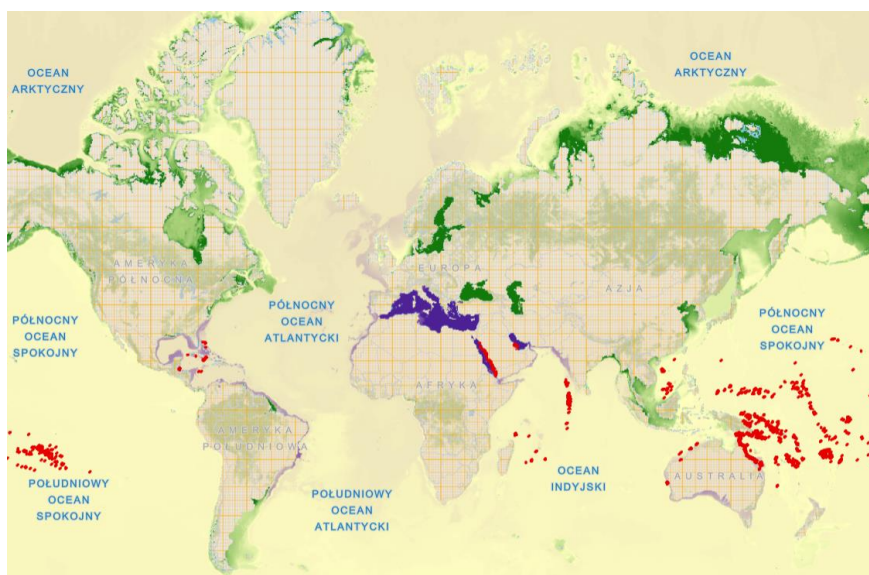 OCEAN
ARKTYCZNY
OCEAN
ARKTYCZNY
AMERYKA
PÓŁNOCNA
EUROPA
AZJA
PÓŁNOCNY
OCEAN
SPOKOJNY
PÓŁNOCNY
OCEAN
ATLANTYCKI
PÓŁNOCNY
OCEAN
SPOKOJNY
AFRYKA
AMERYKA
POŁUDNIOWA
POŁUDNIOWY
OCEAN
SPOKOJNY
POŁUDNIOWY
OCEAN
ATLANTYCKI
OCEAN
INDYJSKI
AUSTRALIA